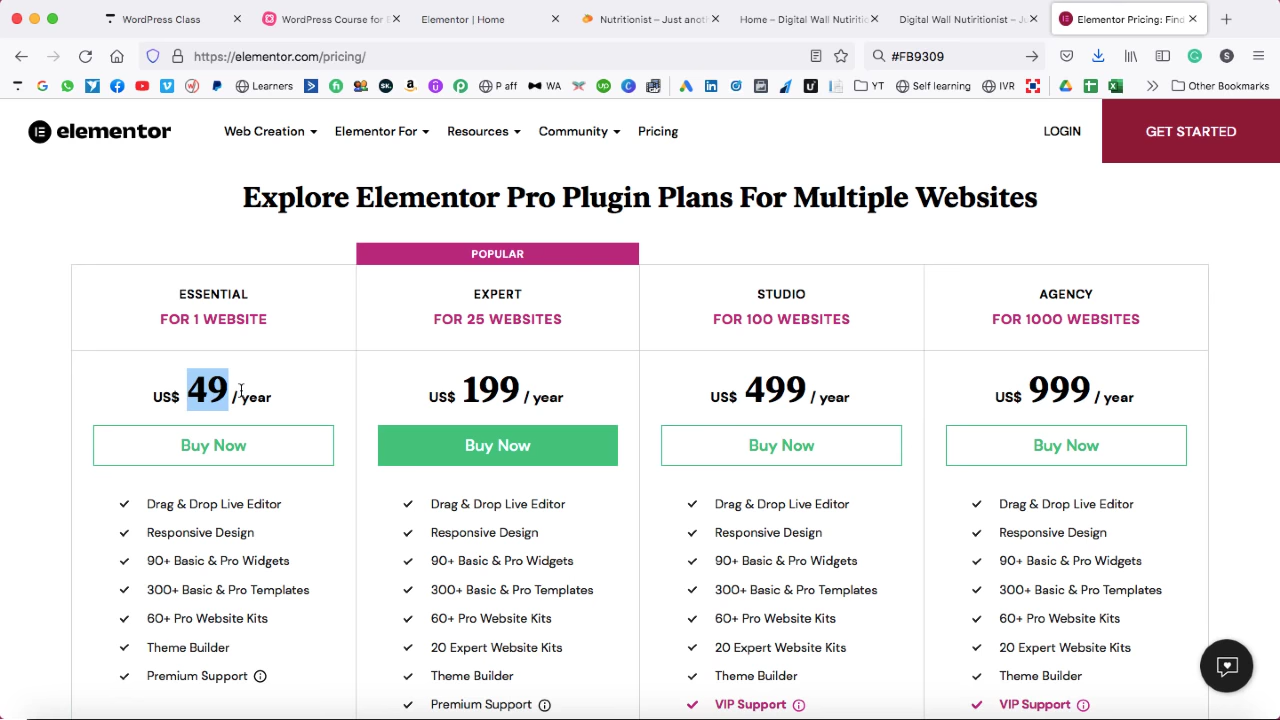 WordPress Class
WordPress Course for E
Elementor | Home
Nutritionist – Just anoth
Home – Digital Wall Nutiritic
Digital Wall Nutiritionist – Ju
Elementor Pricing: Find
https://elementor.com/pricing/
#FB9309
Learners
P aff
WA
YT
Self learning
IVR
Other Bookmarks
elementor
Web Creation
Elementor For
Resources
Community
Pricing
LOGIN
GET STARTED
Explore Elementor Pro Plugin Plans For Multiple Websites
POPULAR
ESSENTIAL
FOR 1 WEBSITE
US$ 49 / year
Buy Now
Drag & Drop Live Editor
Responsive Design
90+ Basic & Pro Widgets
300+ Basic & Pro Templates
60+ Pro Website Kits
Theme Builder
Premium Support
EXPERT
FOR 25 WEBSITES
US$ 199 / year
Buy Now
Drag & Drop Live Editor
Responsive Design
90+ Basic & Pro Widgets
300+ Basic & Pro Templates
60+ Pro Website Kits
20 Expert Website Kits
Theme Builder
Premium Support
STUDIO
FOR 100 WEBSITES
US$ 499 / year
Buy Now
Drag & Drop Live Editor
Responsive Design
90+ Basic & Pro Widgets
300+ Basic & Pro Templates
60+ Pro Website Kits
20 Expert Website Kits
Theme Builder
VIP Support
AGENCY
FOR 1000 WEBSITES
US$ 999 / year
Buy Now
Drag & Drop Live Editor
Responsive Design
90+ Basic & Pro Widgets
300+ Basic & Pro Templates
60+ Pro Website Kits
20 Expert Website Kits
Theme Builder
VIP Support